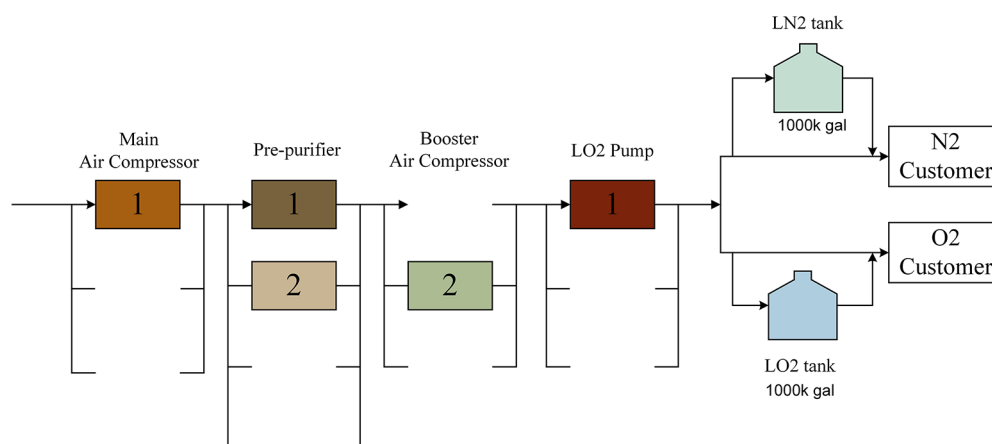 LN2 tank
1000k gal
Main
Air Compressor
Pre-purifier
Booster
Air Compressor
LO2 Pump
N2
Customer
1
1
1
2
2
O2
Customer
LO2 tank
1000k gal